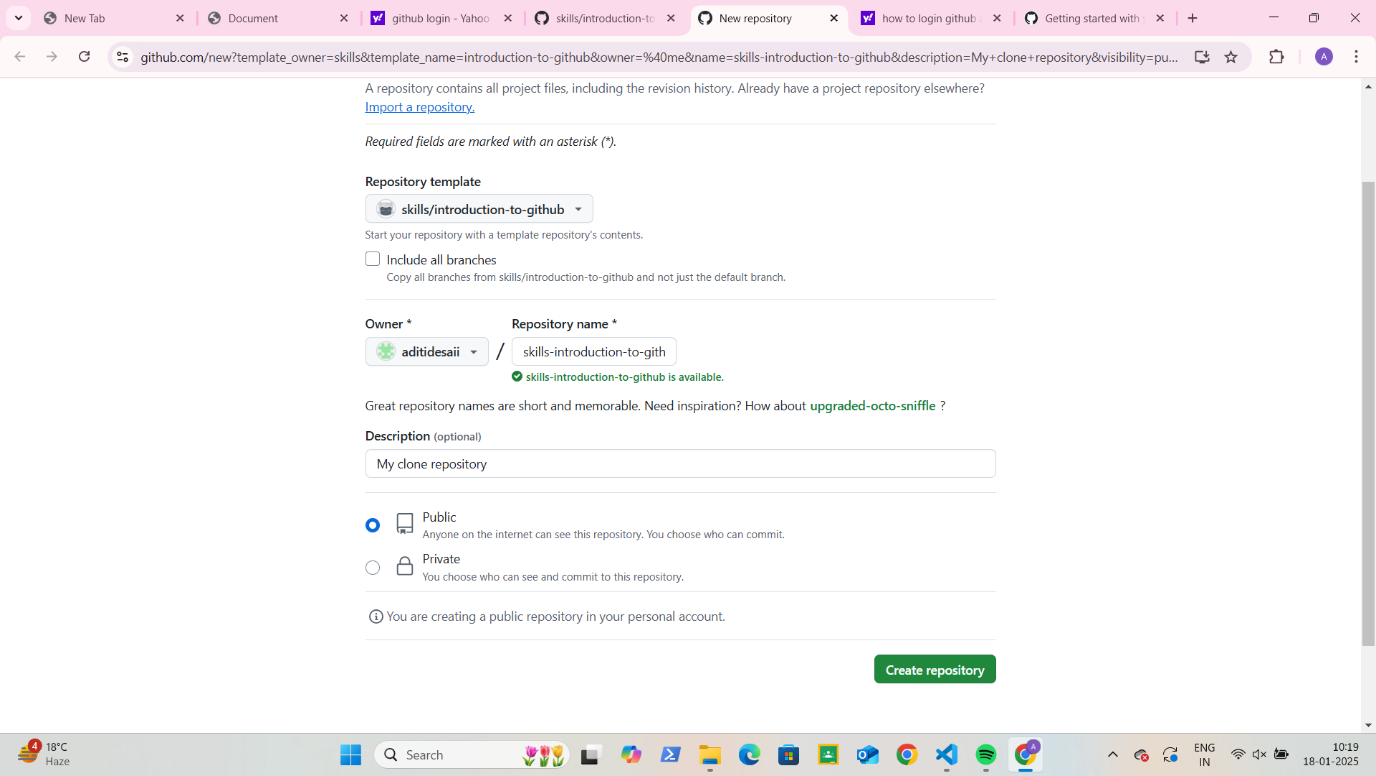 New Tab
Document
github login - Yahoo
skills/introduction-to
New repository
how to login github
Getting started with
github.com/new?template_owner=skills&template_name=introduction-to-github&owner=%40me&name=skills-introduction-to-github&description=My+clone+repository&visibility=pu...
A
A repository contains all project files, including the revision history. Already have a project repository elsewhere?
Import a repository.
Required fields are marked with an asterisk (*).
Repository template
skills/introduction-to-github
Start your repository with a template repository's contents.
Include all branches
Copy all branches from skills/introduction-to-github and not just the default branch.
Owner * Repository name *
aditidesaii / skills-introduction-to-gith
skills-introduction-to-github is available.
Great repository names are short and memorable. Need inspiration? How about upgraded-octo-sniffle ?
Description (optional)
My clone repository
Public
Anyone on the internet can see this repository. You choose who can commit.
Private
You choose who can see and commit to this repository.
You are creating a public repository in your personal account.
Create repository
4
18°C
Haze
Search
A
ENG
IN
10:19
18-01-2025